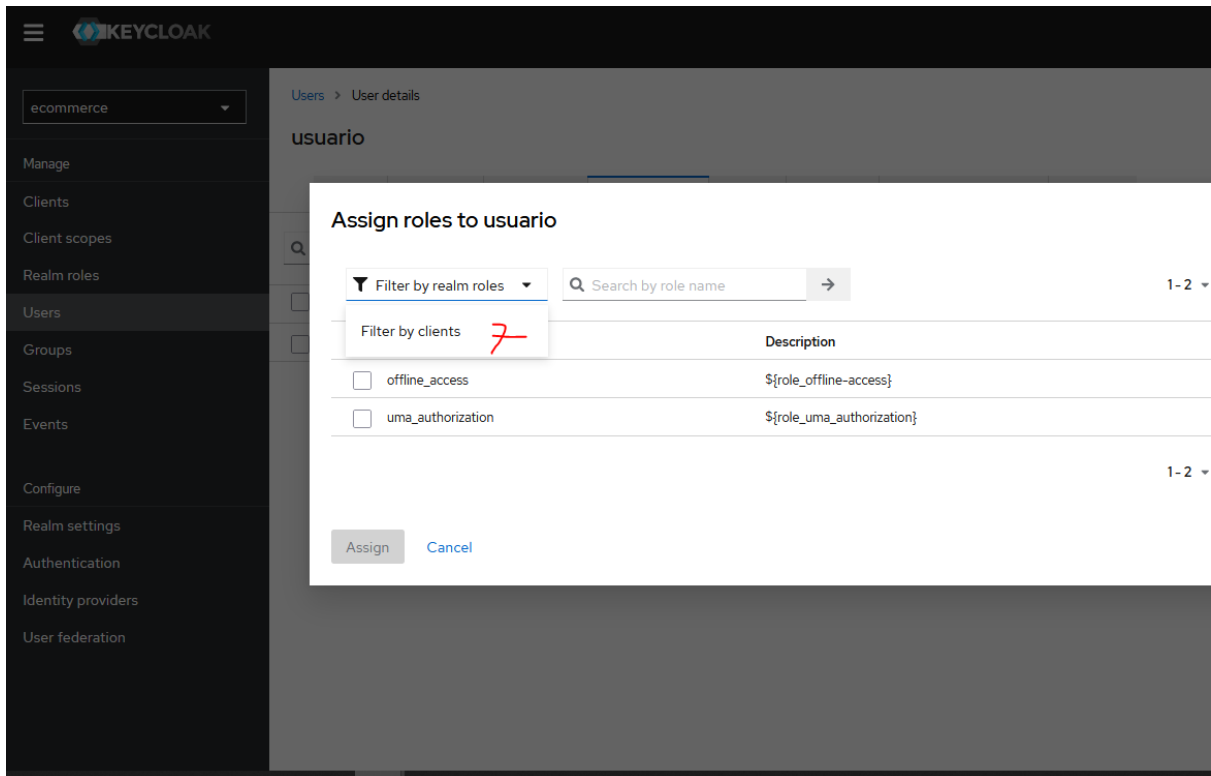 KEYCLOAK
ecommerce
Manage
Clients
Client scopes
Realm roles
Users
Groups
Sessions
Events
Configure
Realm settings
Authentication
Identity providers
User federation
Users > User details
usuario
Assign roles to usuario
Filter by realm roles
Search by role name
1 - 2
Filter by clients
7
Description
offline_access ${role_offline-access}
uma_authorization ${role_uma_authorization}
1 - 2
Assign Cancel